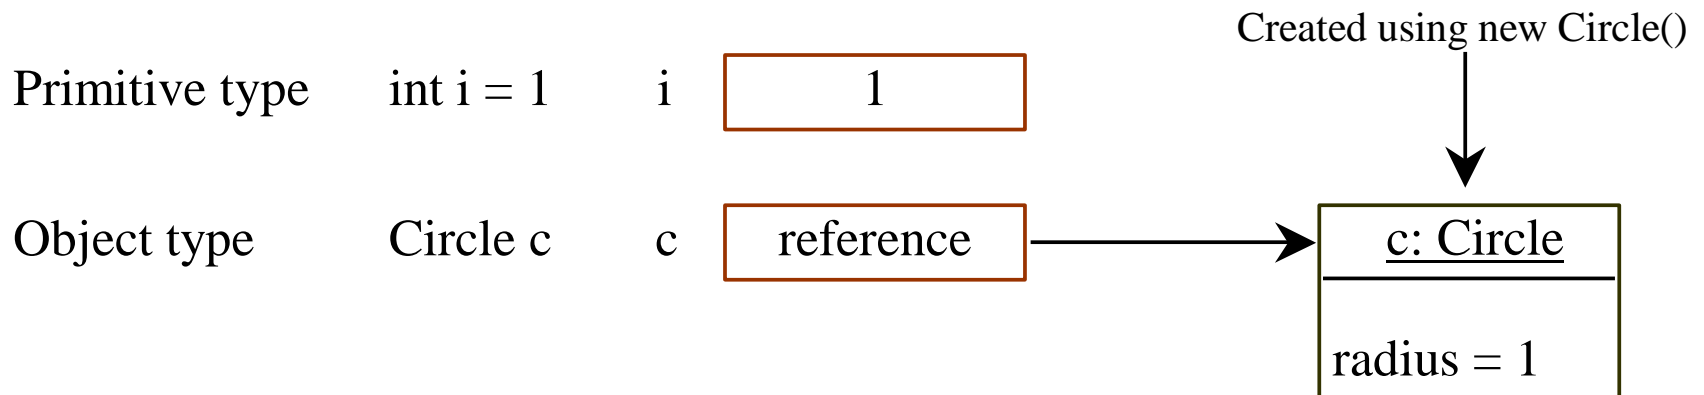 Created using new Circle()
Primitive type int i = 1 i 1
Object type Circle c c reference c: Circle
radius = 1